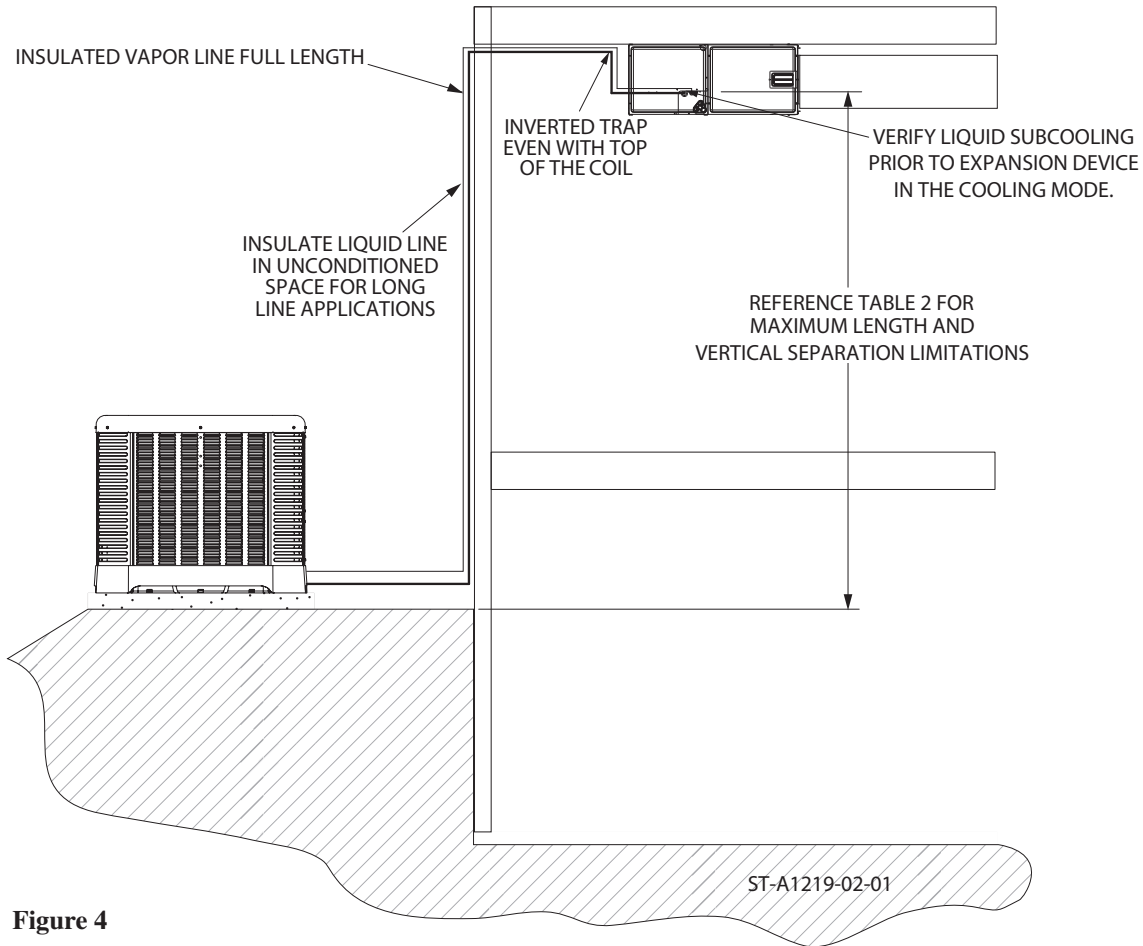 INSULATED VAPOR LINE FULL LENGTH
INVERTED TRAP
EVEN WITH TOP
OF THE COIL
VERIFY LIQUID SUBCOOLING
PRIOR TO EXPANSION DEVICE
IN THE COOLING MODE.
INSULATE LIQUID LINE
IN UNCONDITIONED
SPACE FOR LONG
LINE APPLICATIONS
REFERENCE TABLE 2 FOR
MAXIMUM LENGTH AND
VERTICAL SEPARATION LIMITATIONS
ST-A1219-02-01
Figure 4